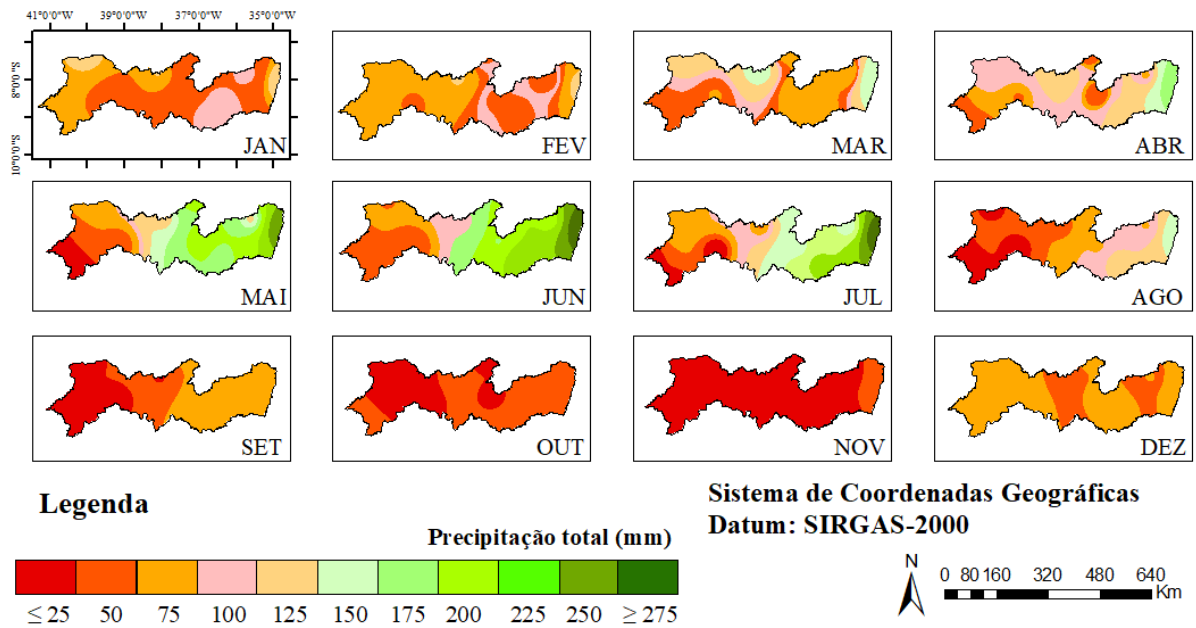 41°0'0"W 39°0'0"W 37°0'0"W 35°0'0"W
8°0'0"S
10°0'0"S
JAN
FEV
MAR
ABR
MAI
JUN
JUL
AGO
SET
OUT
NOV
DEZ
Legenda
Precipitação total (mm)
≤ 25 50 75 100 125 150 175 200 225 250 ≥ 275
Sistema de Coordenadas Geográficas
Datum: SIRGAS-2000
N
0 80 160 320 480 640
Km